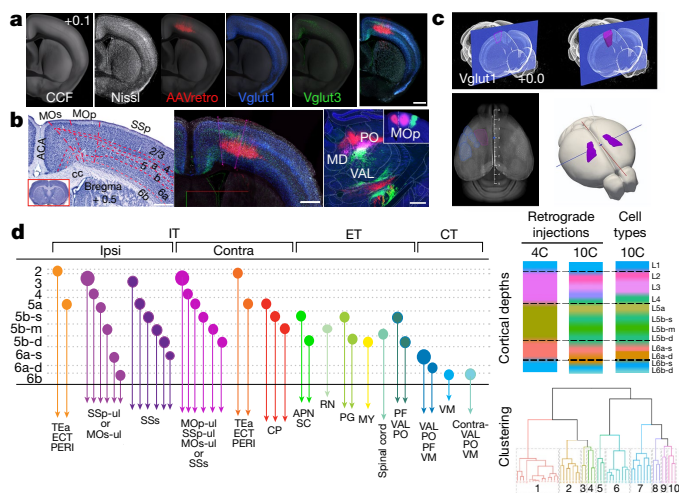 a
+0.1
CCF
Nissl
AAVretro
Vglut1
Vglut3
b
MOs
MOp
SSp
ACA
2/3
4
a
5
b
6a
6b
cc
Bregma
+ 0.5
PO
MD
VAL
MOp
c
Vglut1
+0.0
d
IT
ET
CT
Ipsi
Contra
2
3
4
5a
5b-s
5b-m
5b-d
6a-s
6a-d
6b
TEa
ECT
PERI
SSp-ul
or
MOs-ul
SSs
MOp-ul
SSp-ul
MOs-ul
or
SSs
TEa
ECT
PERI
CP
APN
SC
RN
PG
MY
Spinal cord
PF
VAL
PO
VAL
PO
PF
VM
VM
Contra-
VAL
PO
VM
Retrograde
injections
Cell
types
4C
10C
10C
Cortical depths
L1
L2
L3
L4
L5a
L5b-s
L5b-m
L5b-d
L6a-s
L6a-d
L6b-s
L6b-d
Clustering
1 2 3 4 5 6 7 8 9 10